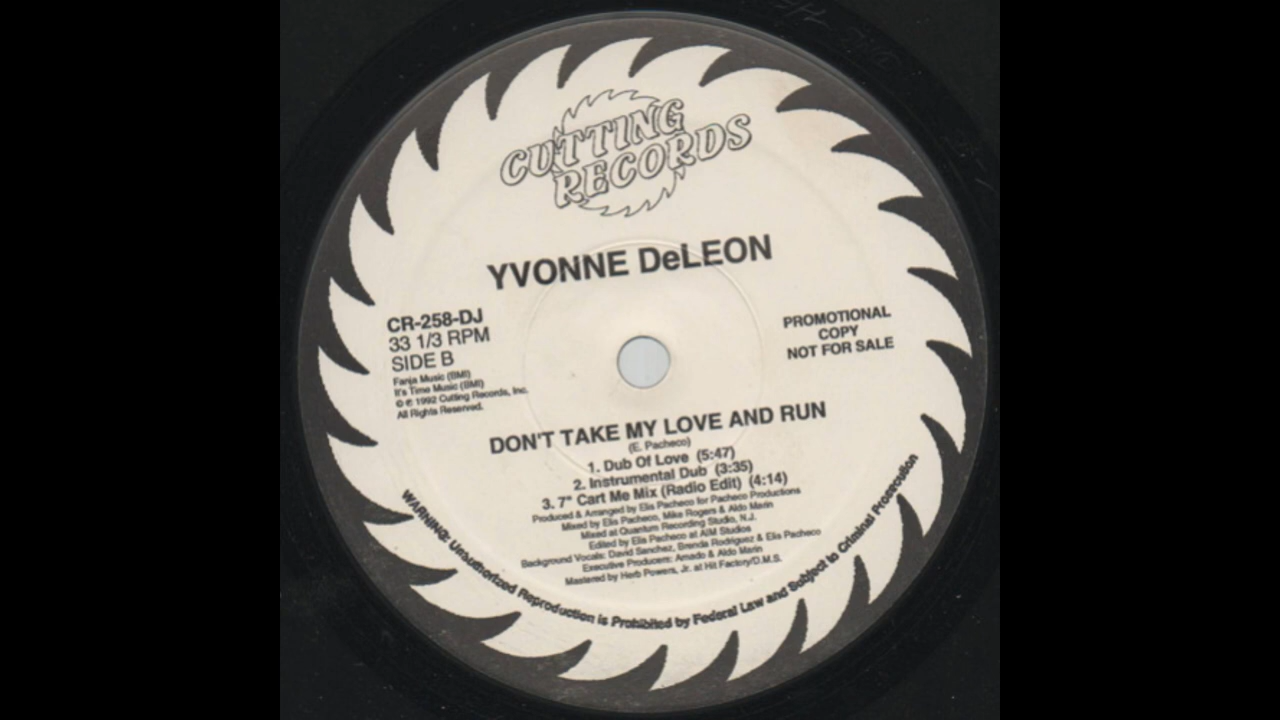 CUTTING
RECORDS
YVONNE DeLEON
CR-258-DJ
33 1/3 RPM
SIDE B
Fanja Music (BMI)
It's Time Music (BMI)
© ℗ 1992 Cutting Records, Inc.
All Rights Reserved.
PROMOTIONAL
COPY
NOT FOR SALE
DON'T TAKE MY LOVE AND RUN
(E. Pacheco)
1. Dub Of Love (5:47)
2. Instrumental Dub (3:35)
3. 7" Cart Me Mix (Radio Edit) (4:14)
Produced & Arranged by Elis Pacheco for Pacheco Productions
Mixed by Elis Pacheco, Mike Rogers & Aldo Marin
Mixed at Quantum Recording Studio, N.J.
Edited by Elis Pacheco at AIM Studios
Background Vocals: David Sanchez, Brenda Rodriguez & Elis Pacheco
Executive Producers: Amado & Aldo Marin
Mastered by Herb Powers, Jr. at Hit Factory/D.M.S.
WARNING: Unauthorized Reproduction is Prohibited by Federal Law and Subject to Criminal Prosecution